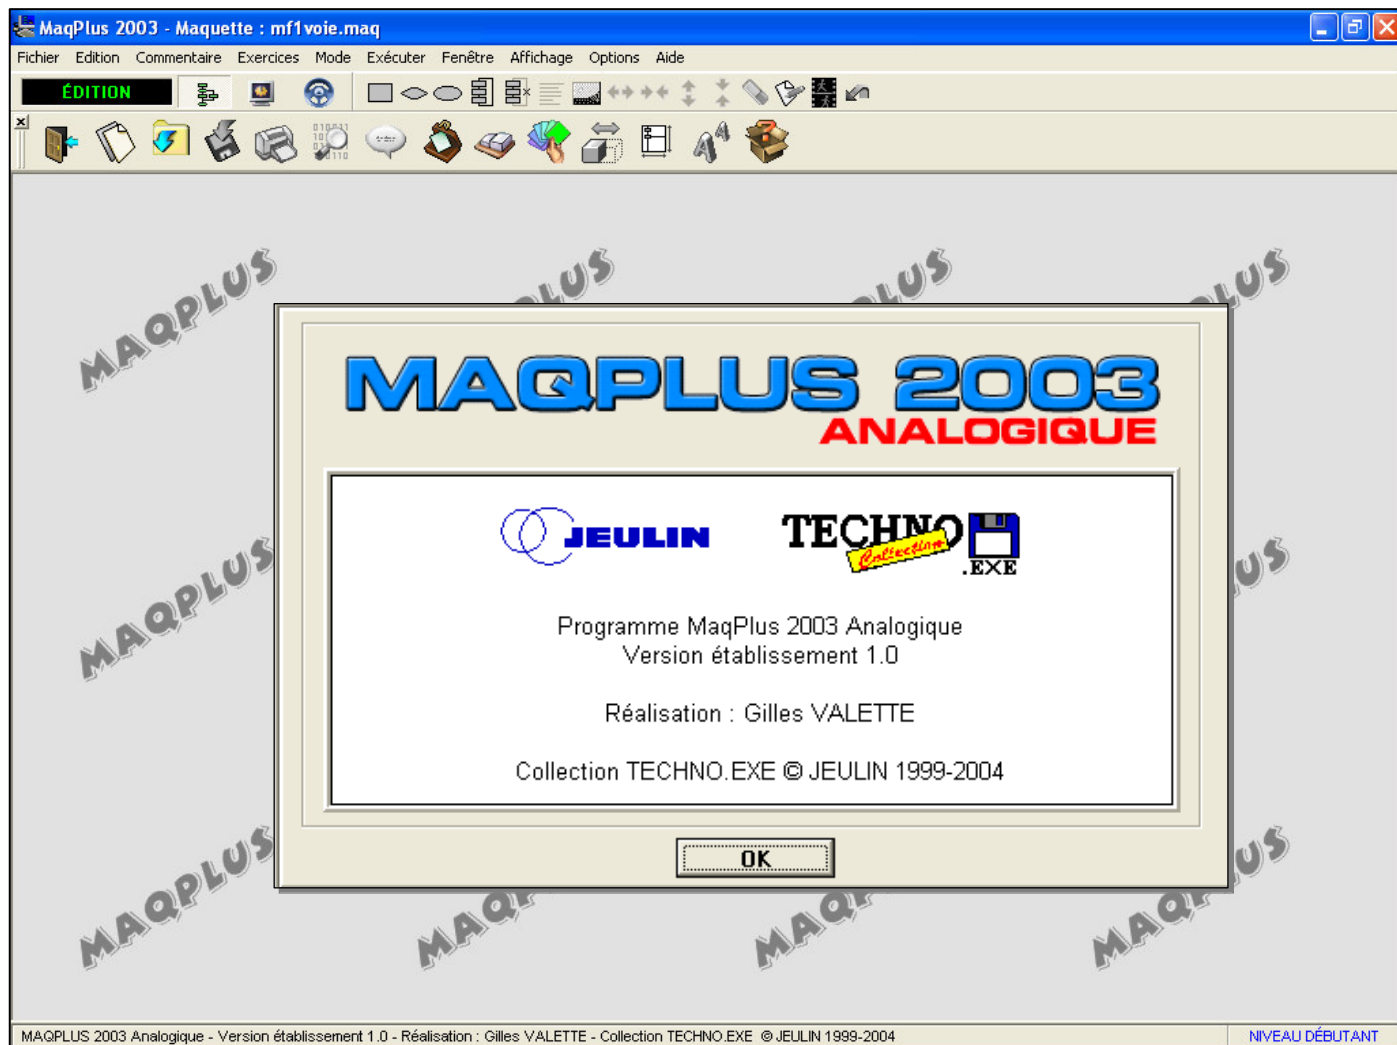 MaqPlus 2003 - Maquette : mf1voie.maq
Fichier Edition Commentaire Exercices Mode Exécuter Fenêtre Affichage Options Aide
ÉDITION
MAQPLUS
MAQPLUS 2003
ANALOGIQUE
JEULIN
TECHNO
Collection
.EXE
Programme MaqPlus 2003 Analogique
Version établissement 1.0
Réalisation : Gilles VALETTE
Collection TECHNO.EXE © JEULIN 1999-2004
OK
MAQPLUS
MAQPLUS
MAQPLUS 2003 Analogique - Version établissement 1.0 - Réalisation : Gilles VALETTE - Collection TECHNO.EXE © JEULIN 1999-2004
NIVEAU DÉBUTANT